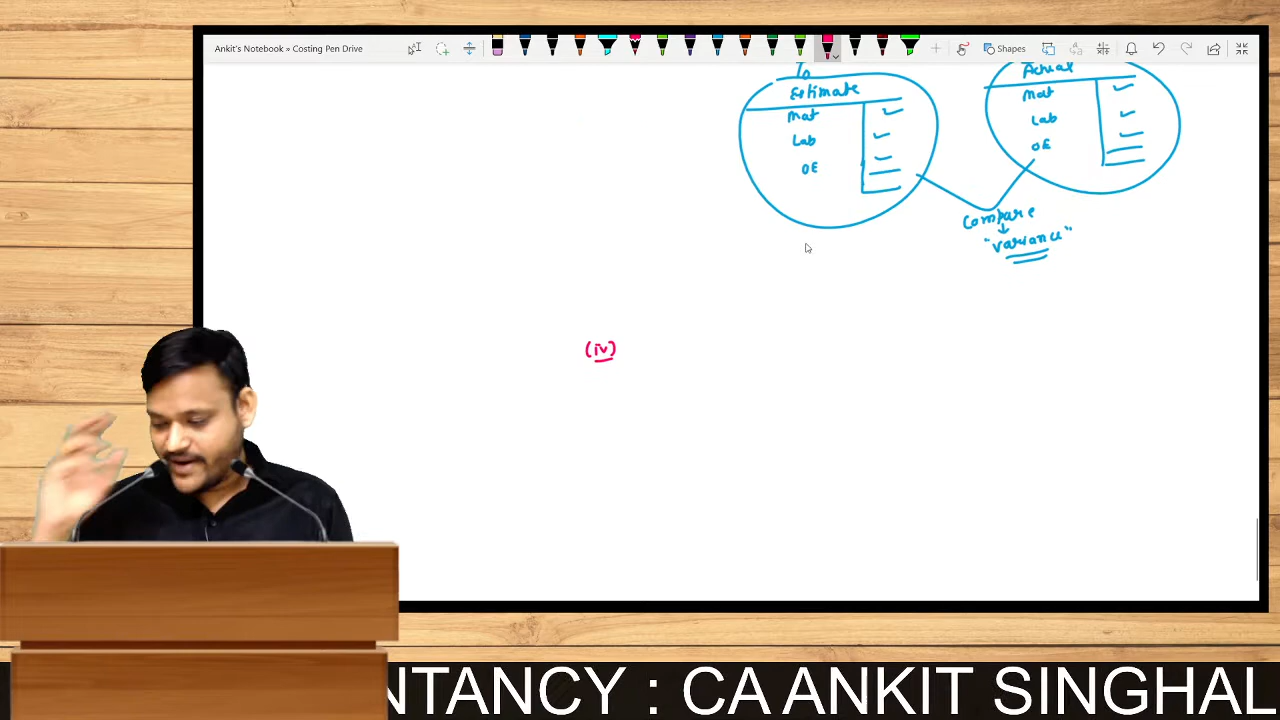 Ankit's Notebook » Costing Pen Drive
Shapes
Estimate
Mat
Lab
OE
Actual
Mat
Lab
OE
Compare
"Variance"
(iv)
NTANCY : CA ANKIT SINGHAL